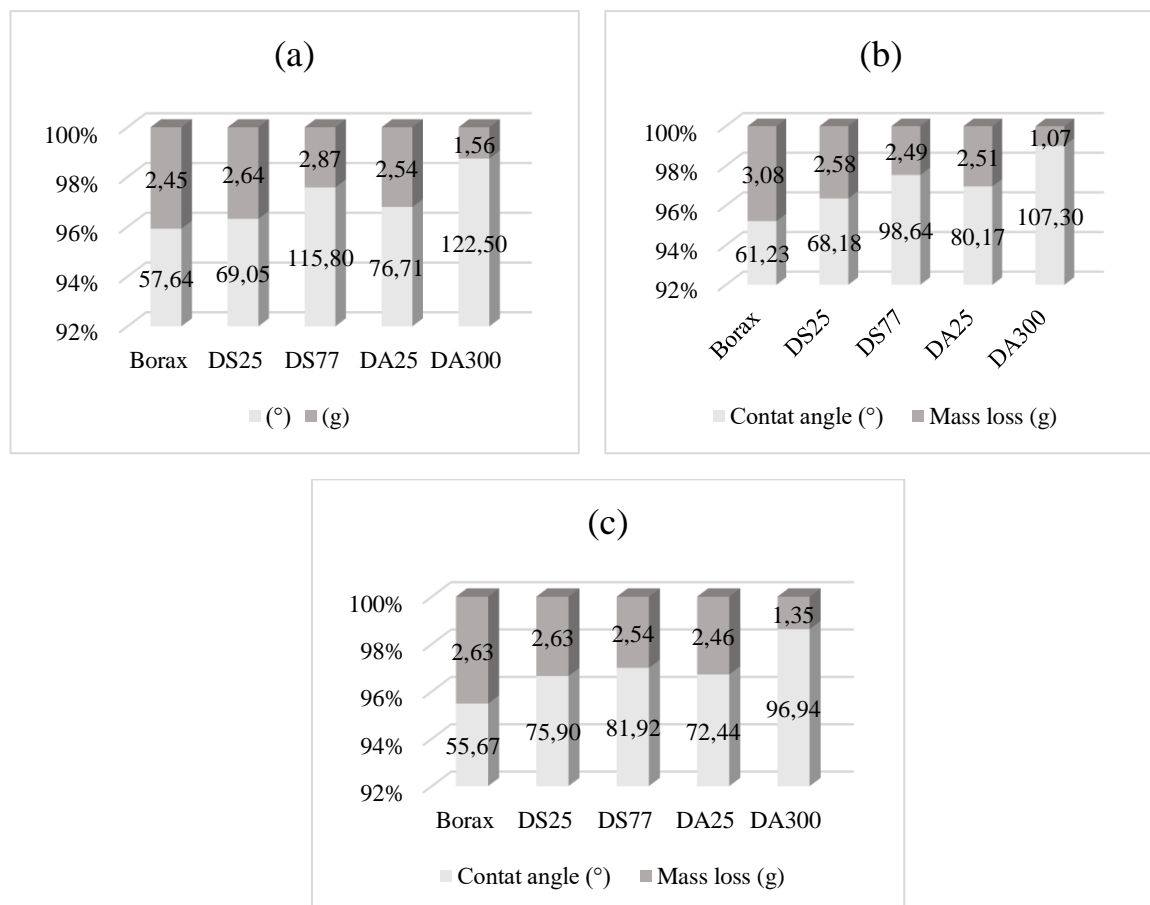 (a)
100%
98%
96%
94%
92%
2,45 2,64 2,87 2,54 1,56
57,64 69,05 115,80 76,71 122,50
Borax DS25 DS77 DA25 DA300
(°) (g)
(b)
100%
98%
96%
94%
92%
3,08 2,58 2,49 2,51 1,07
61,23 68,18 98,64 80,17 107,30
Borax DS25 DS77 DA25 DA300
Contat angle (°) Mass loss (g)
(c)
100%
98%
96%
94%
92%
2,63 2,63 2,54 2,46 1,35
55,67 75,90 81,92 72,44 96,94
Borax DS25 DS77 DA25 DA300
Contat angle (°) Mass loss (g)